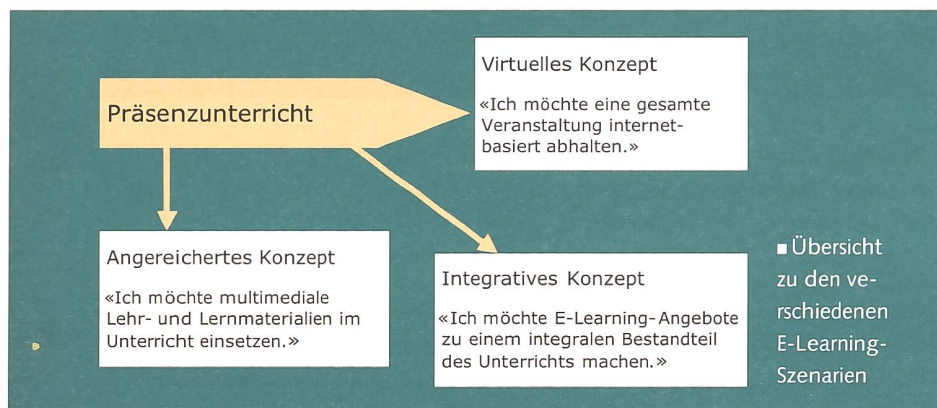 Präsenzunterricht
Virtuelles Konzept
«Ich möchte eine gesamte
Veranstaltung internet-
basiert abhalten.»
Angereichertes Konzept
«Ich möchte multimediale
Lehr- und Lernmaterialien im
Unterricht einsetzen.»
Integratives Konzept
«Ich möchte E-Learning-Angebote
zu einem integralen Bestandteil
des Unterrichts machen.»
■ Übersicht
zu den ve-
rschiedenen
E-Learning-
Szenarien